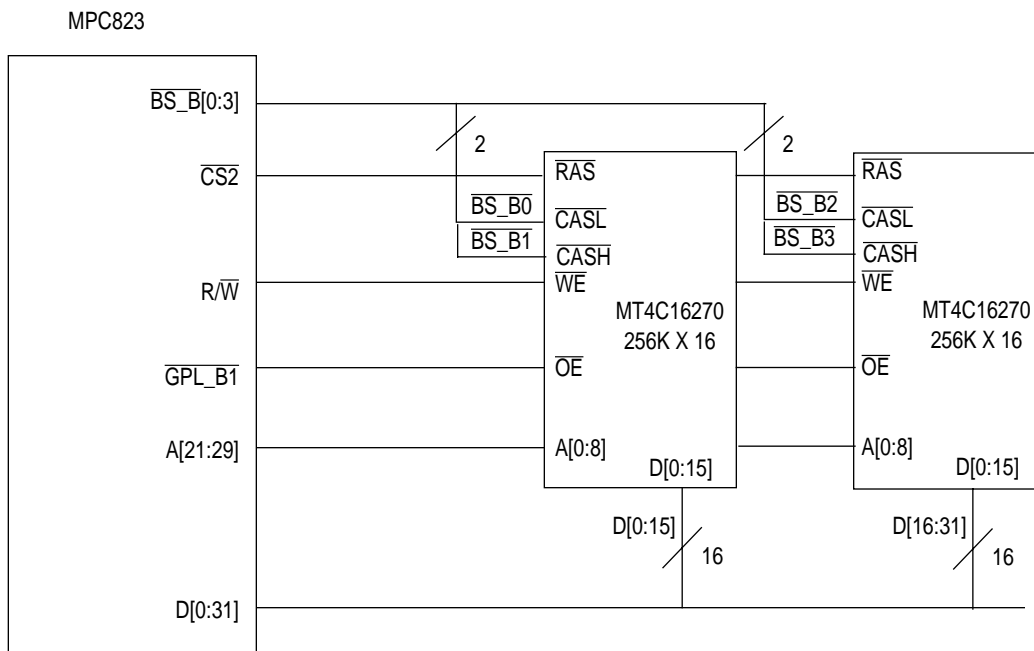 MPC823
BS_B[0:3]
2
2
CS2
RAS
RAS
BS_B0
BS_B2
CASL
CASL
BS_B1
BS_B3
CASH
CASH
R/W
WE
WE
MT4C16270
256K X 16
MT4C16270
256K X 16
GPL_B1
OE
OE
A[21:29]
A[0:8]
A[0:8]
D[0:15]
D[0:15]
D[0:15]
16
D[16:31]
16
D[0:31]